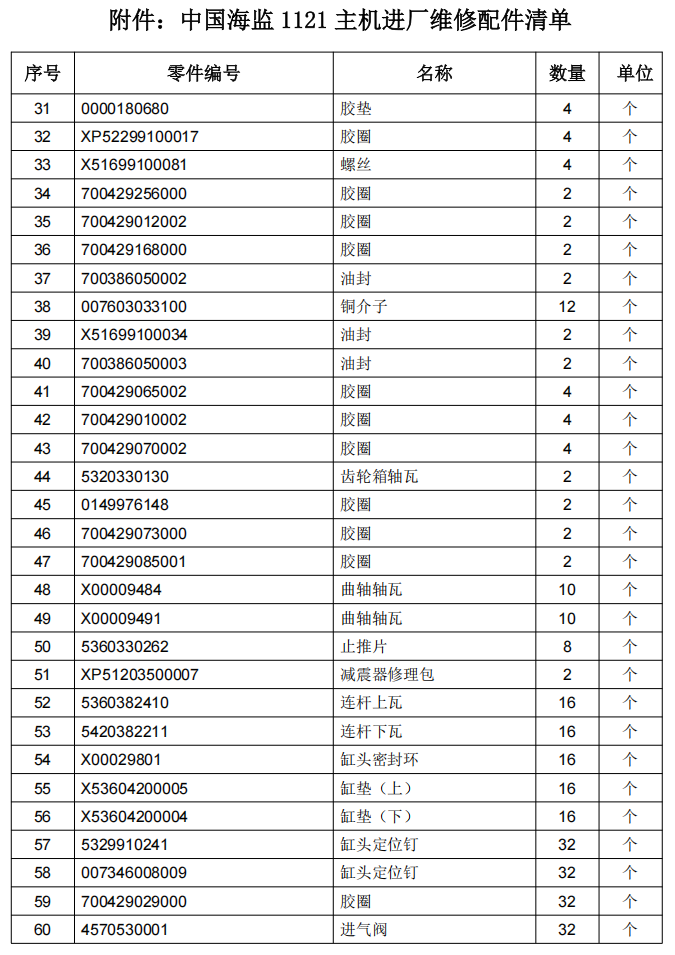 附件：中国海监 1121 主机进厂维修配件清单
序号 零件编号 名称 数量 单位
31 0000180680 胶垫 4 个
32 XP52299100017 胶圈 4 个
33 X51699100081 螺丝 4 个
34 700429256000 胶圈 2 个
35 700429012002 胶圈 2 个
36 700429168000 胶圈 2 个
37 700386050002 油封 2 个
38 007603033100 铜介子 12 个
39 X51699100034 油封 2 个
40 700386050003 油封 2 个
41 700429065002 胶圈 4 个
42 700429010002 胶圈 4 个
43 700429070002 胶圈 4 个
44 5320330130 齿轮箱轴瓦 2 个
45 0149976148 胶圈 2 个
46 700429073000 胶圈 2 个
47 700429085001 胶圈 2 个
48 X00009484 曲轴轴瓦 10 个
49 X00009491 曲轴轴瓦 10 个
50 5360330262 止推片 8 个
51 XP51203500007 减震器修理包 2 个
52 5360382410 连杆上瓦 16 个
53 5420382211 连杆下瓦 16 个
54 X00029801 缸头密封环 16 个
55 X53604200005 缸垫（上） 16 个
56 X53604200004 缸垫（下） 16 个
57 5329910241 缸头定位钉 32 个
58 007346008009 缸头定位钉 32 个
59 700429029000 胶圈 32 个
60 4570530001 进气阀 32 个